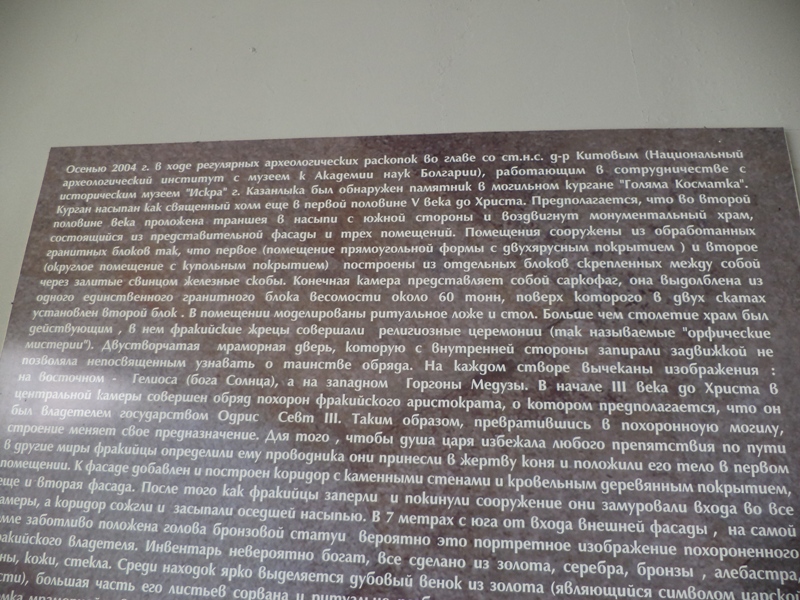 Осенью 2004 г. в ходе регулярных археологических раскопок во главе со ст.н.с. д-р Китовым (Национальный
археологический институт с музеем к Академии наук Болгарии), работающим в сотрудничестве с
историческим музеем "Искра" г. Казанлыка был обнаружен памятник в могильном кургане "Голяма Косматка".
Курган насыпан как священный холм еще в первой половине V века до Христа. Предполагается, что во второй
половине века проложена траншея в насыпи с южной стороны и воздвигнут монументальный храм,
состоящийся из представительной фасады и трех помещений. Помещения сооружены из обработанных
гранитных блоков так, что первое (помещение прямоугольной формы с двухярусным покрытием ) и второе
(округлое помещение с купольным покрытием) построены из отдельных блоков скрепленных между собой
через залитые свинцом железные скобы. Конечная камера представляет собой саркофаг, она выдолблена из
одного единственного гранитного блока весомости около 60 тонн, поверх которого в двух скатах
установлен второй блок . В помещении моделированы ритуальное ложе и стол. Больше чем столетие храм был
действующим , в нем фракийские жрецы совершали религиозные церемонии (так называемые "орфические
мистерии"). Двустворчатая мраморная дверь, которую с внутренней стороны запирали задвижкой не
позволяла непосвященным узнавать о таинстве обряда. На каждом створе вычеканы изображения :
на восточном - Гелиоса (бога Солнца), а на западном Горгоны Медузы. В начале III века до Христа в
центральной камеры совершен обряд похорон фракийского аристократа, о котором предполагается, что он
был владетелем государством Одрис Севт III. Таким образом, превратившись в похоронную могилу,
строение меняет свое предназначение. Для того , чтобы душа царя избежала любого препятствия по пути
в другие миры фракийцы определили ему проводника они принесли в жертву коня и положили его тело в первом
помещении. К фасаде добавлен и построен коридор с каменными стенами и кровельным деревянным покрытием,
еще и вторая фасада. После того как фракийцы заперли и покинули сооружение они замуровали входа во все
амеры, а коридор сожгли и засыпали оседшей насыпью. В 7 метрах с юга от входа внешней фасады , на самой
мле заботливо положена голова бронзовой статуи вероятно это портретное изображение похороненного
ракийского владетеля. Инвентарь невероятно богат, все сделано из золота, серебра, бронзы , алебастра,
ны, кожи, стекла. Среди находок ярко выделяется дубовый венок из золота (являющийся символом царской
сти), большая часть его листьев сорвана и ритуально